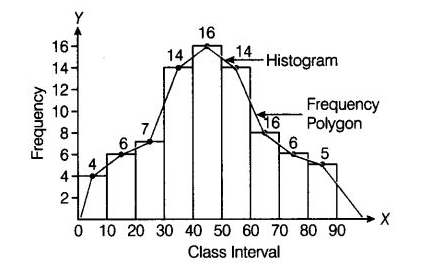 Y
16
16
14
14
14
Histogram
12
Frequency
Polygon
10
16
8
7
6
6
6
5
4
4
2
Frequency
0 10 20 30 40 50 60 70 80 90
X
Class Interval